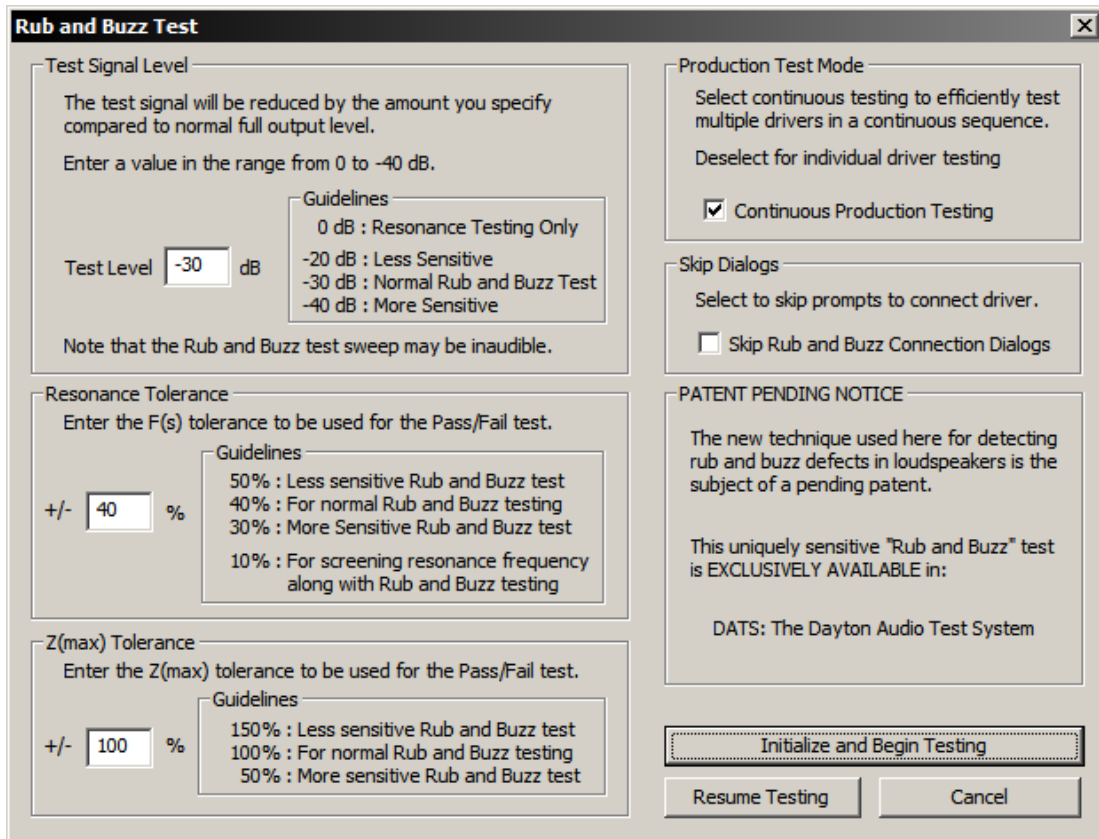 Rub and Buzz Test
Test Signal Level
The test signal will be reduced by the amount you specify
compared to normal full output level.
Enter a value in the range from 0 to -40 dB.
Test Level -30 dB
Guidelines
0 dB : Resonance Testing Only
-20 dB : Less Sensitive
-30 dB : Normal Rub and Buzz Test
-40 dB : More Sensitive
Note that the Rub and Buzz test sweep may be inaudible.
Resonance Tolerance
Enter the F(s) tolerance to be used for the Pass/Fail test.
+/- 40 %
Guidelines
50% : Less sensitive Rub and Buzz test
40% : For normal Rub and Buzz testing
30% : More Sensitive Rub and Buzz test
10% : For screening resonance frequency
along with Rub and Buzz testing
Z(max) Tolerance
Enter the Z(max) tolerance to be used for the Pass/Fail test.
+/- 100 %
Guidelines
150% : Less sensitive Rub and Buzz test
100% : For normal Rub and Buzz testing
50% : More sensitive Rub and Buzz test
Production Test Mode
Select continuous testing to efficiently test
multiple drivers in a continuous sequence.
Deselect for individual driver testing
Continuous Production Testing
Skip Dialogs
Select to skip prompts to connect driver.
Skip Rub and Buzz Connection Dialogs
PATENT PENDING NOTICE
The new technique used here for detecting
rub and buzz defects in loudspeakers is the
subject of a pending patent.
This uniquely sensitive "Rub and Buzz" test
is EXCLUSIVELY AVAILABLE in:
DATS: The Dayton Audio Test System
Initialize and Begin Testing
Resume Testing
Cancel